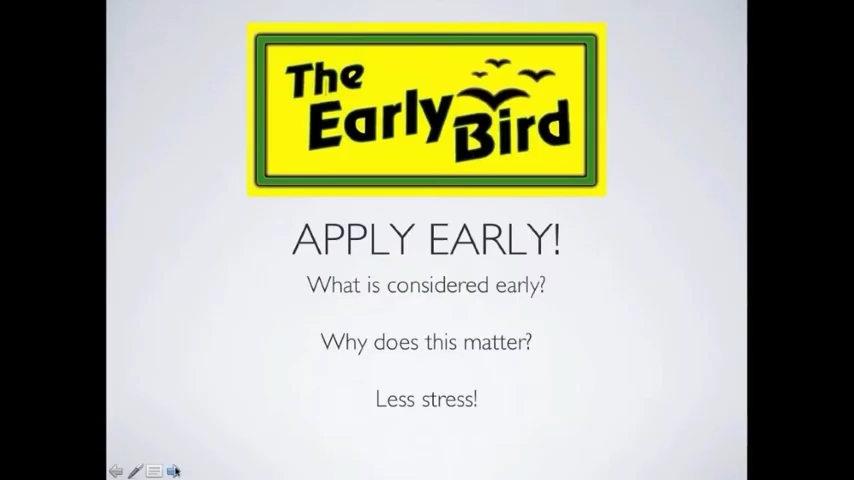 The
Early Bird
APPLY EARLY!
What is considered early?
Why does this matter?
Less stress!